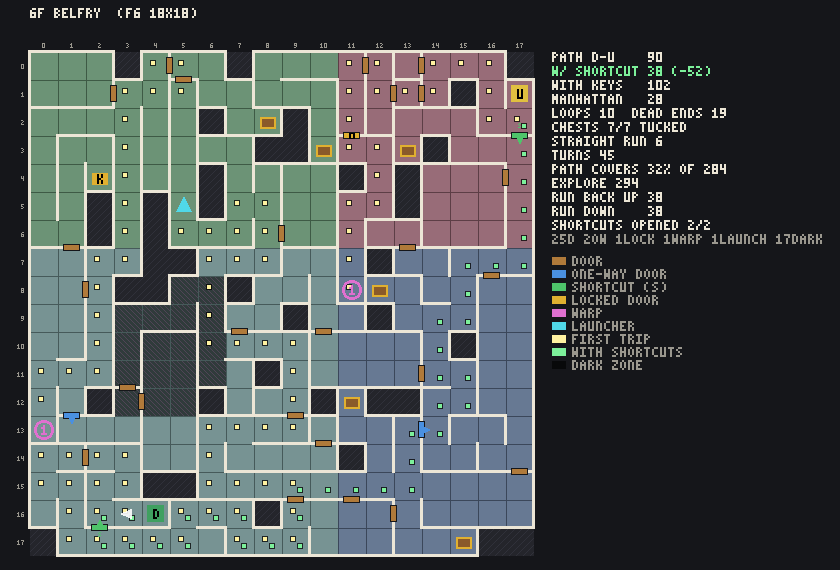 6F BELFRY (F6 18X18)
0 1 2 3 4 5 6 7 8 9 10 11 12 13 14 15 16 17
0
1
2
3
4
5
6
7
8
9
10
11
12
13
14
15
16
17
U
K
1
1
D
PATH D-U 90
W/ SHORTCUT 38 (-52)
WITH KEYS 102
MANHATTAN 28
LOOPS 10 DEAD ENDS 19
CHESTS 7/7 TUCKED
STRAIGHT RUN 6
TURNS 45
PATH COVERS 32% OF 284
EXPLORE 294
RUN BACK UP 38
RUN DOWN 38
SHORTCUTS OPENED 2/2
25D 2OW 1LOCK 1WARP 1LAUNCH 17DARK
DOOR
ONE-WAY DOOR
SHORTCUT (S)
LOCKED DOOR
WARP
LAUNCHER
FIRST TRIP
WITH SHORTCUTS
DARK ZONE